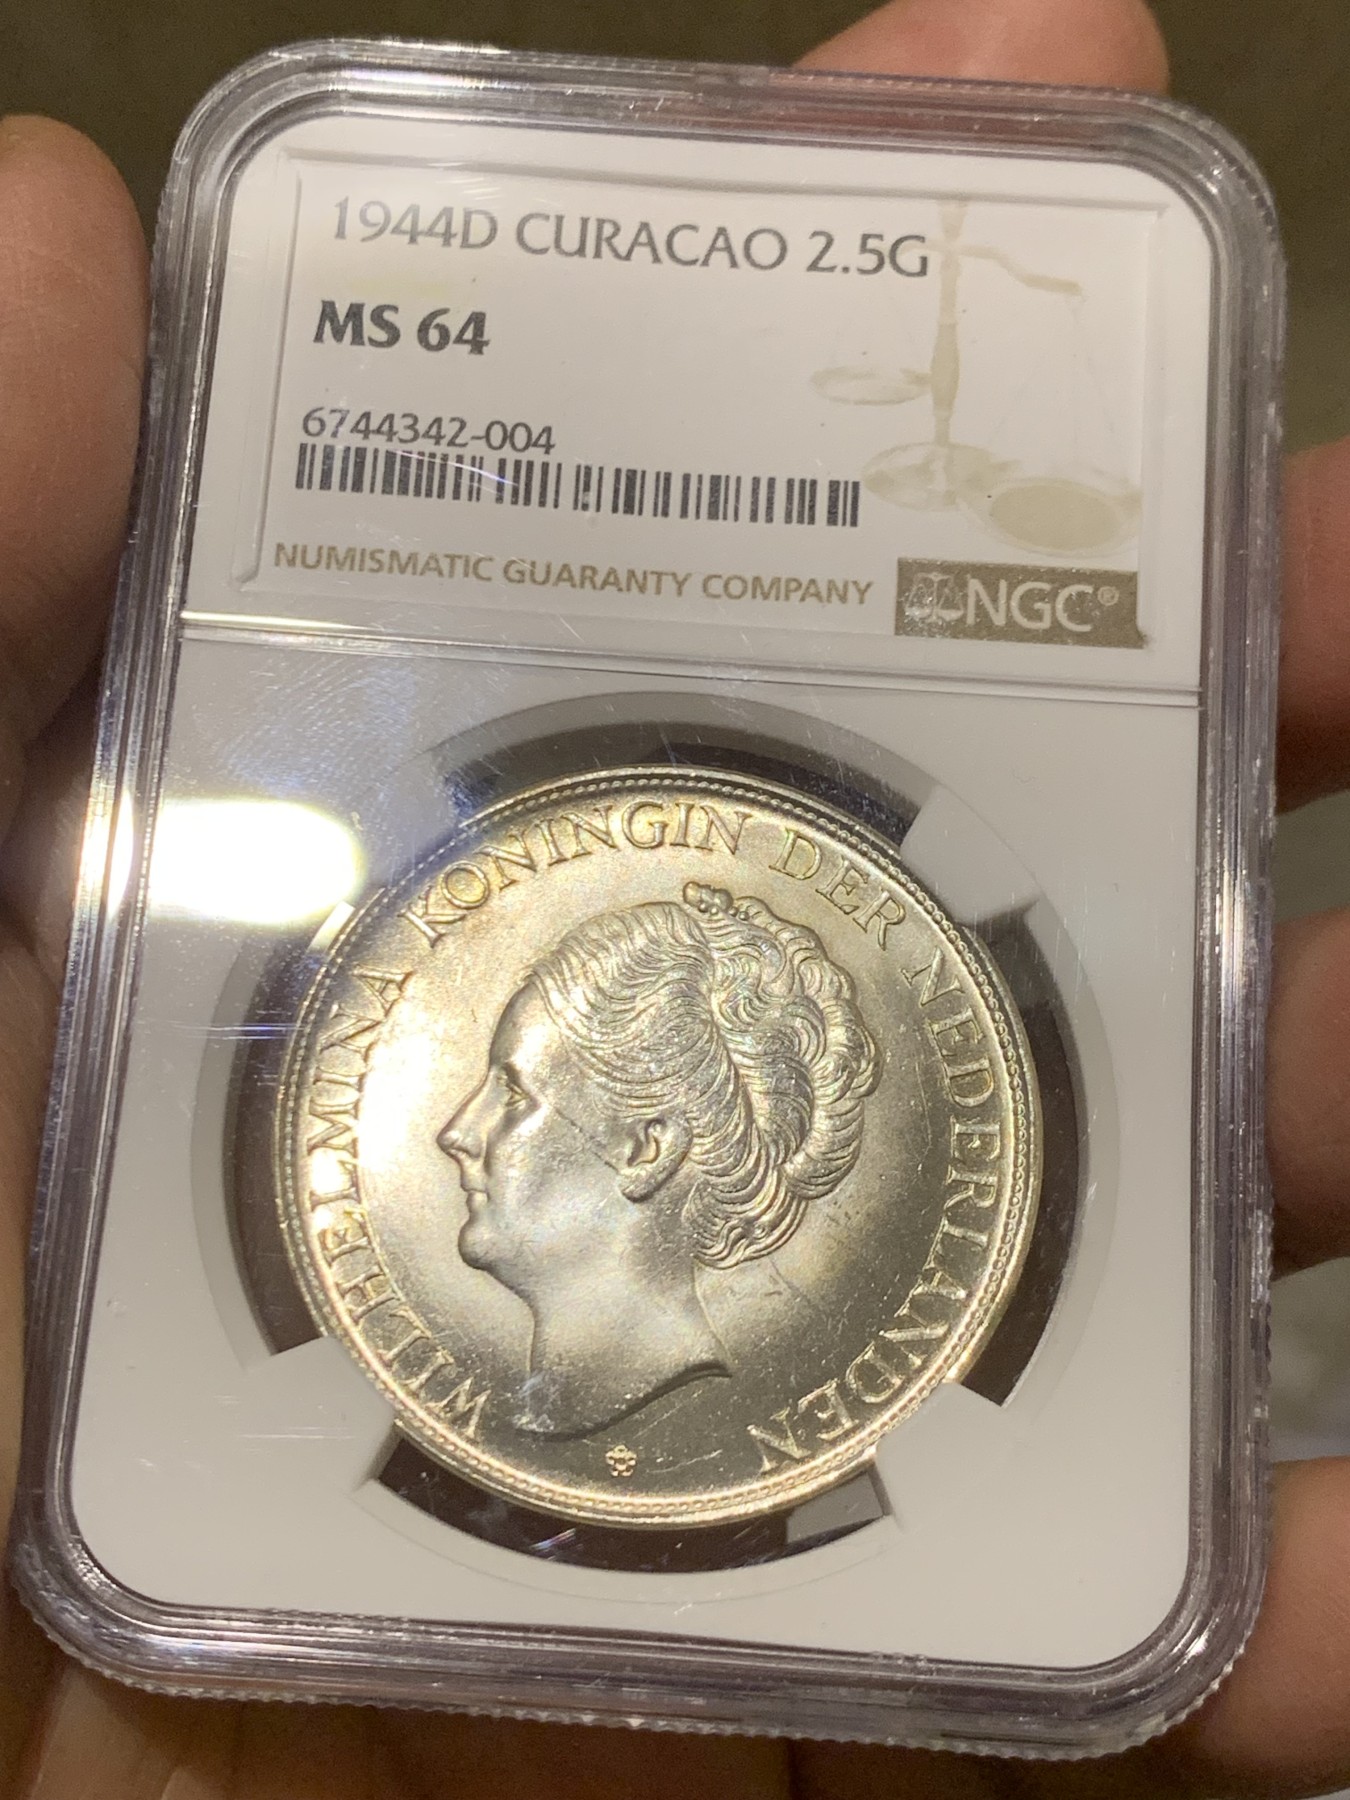 1944D CURACAO 2.5G
MS 64
6744342-004
NUMISMATIC GUARANTY COMPANY
NGC®
WILHELMINA KONINGIN DER NEDERLANDEN